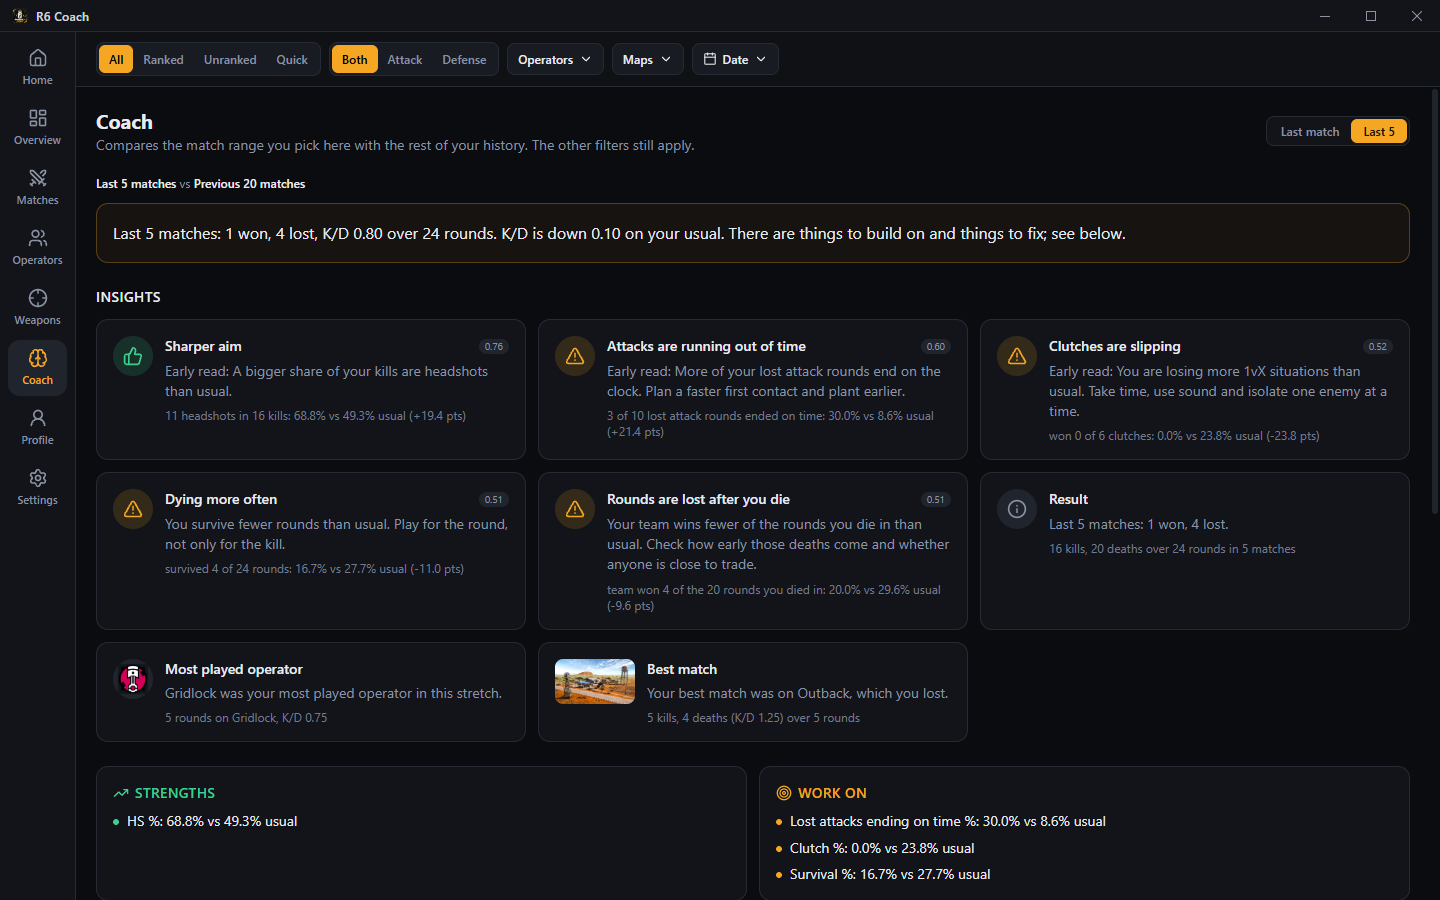 R6 Coach
Home
Overview
Matches
Operators
Weapons
Coach
Profile
Settings
All Ranked Unranked Quick
Both Attack Defense
Operators
Maps
Date
Coach
Compares the match range you pick here with the rest of your history. The other filters still apply.
Last match Last 5
Last 5 matches vs Previous 20 matches
Last 5 matches: 1 won, 4 lost, K/D 0.80 over 24 rounds. K/D is down 0.10 on your usual. There are things to build on and things to fix; see below.
INSIGHTS
Sharper aim 0.76
Early read: A bigger share of your kills are headshots
than usual.
11 headshots in 16 kills: 68.8% vs 49.3% usual (+19.4 pts)
Attacks are running out of time 0.60
Early read: More of your lost attack rounds end on the
clock. Plan a faster first contact and plant earlier.
3 of 10 lost attack rounds ended on time: 30.0% vs 8.6% usual
(+21.4 pts)
Clutches are slipping 0.52
Early read: You are losing more 1vX situations than
usual. Take time, use sound and isolate one enemy at a
time.
won 0 of 6 clutches: 0.0% vs 23.8% usual (-23.8 pts)
Dying more often 0.51
You survive fewer rounds than usual. Play for the round,
not only for the kill.
survived 4 of 24 rounds: 16.7% vs 27.7% usual (-11.0 pts)
Rounds are lost after you die 0.51
Your team wins fewer of the rounds you die in than
usual. Check how early those deaths come and whether
anyone is close to trade.
team won 4 of the 20 rounds you died in: 20.0% vs 29.6% usual
(-9.6 pts)
Result
Last 5 matches: 1 won, 4 lost.
16 kills, 20 deaths over 24 rounds in 5 matches
Most played operator
Gridlock was your most played operator in this stretch.
5 rounds on Gridlock, K/D 0.75
Best match
Your best match was on Outback, which you lost.
5 kills, 4 deaths (K/D 1.25) over 5 rounds
STRENGTHS
HS %: 68.8% vs 49.3% usual
WORK ON
Lost attacks ending on time %: 30.0% vs 8.6% usual
Clutch %: 0.0% vs 23.8% usual
Survival %: 16.7% vs 27.7% usual